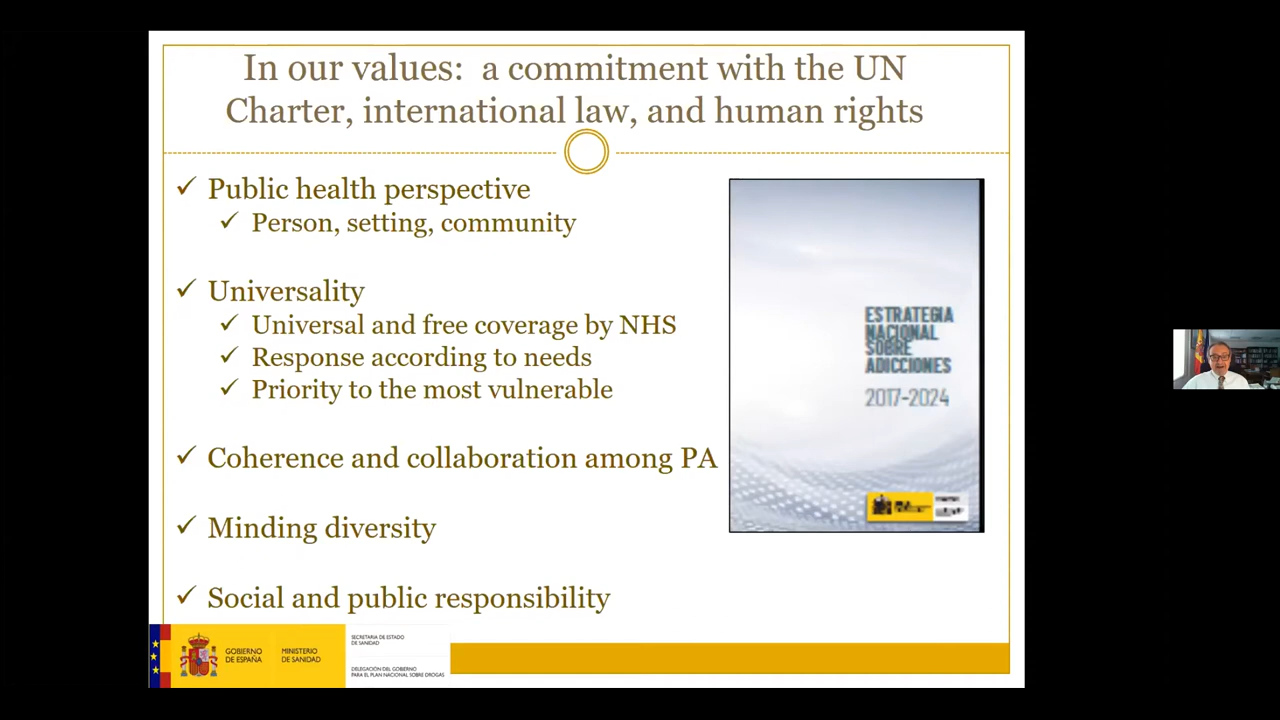 In our values:  a commitment with the UN
Charter, international law, and human rights
Public health perspective
Person, setting, community
Universality
Universal and free coverage by NHS
Response according to needs
Priority to the most vulnerable
Coherence and collaboration among PA
Minding diversity
Social and public responsibility
ESTRATEGIA
NACIONAL
SOBRE
ADICCIONES
2017-2024
GOBIERNO
DE ESPAÑA
MINISTERIO
DE SANIDAD
SECRETARIA DE ESTADO
DE SANIDAD
DELEGACIÓN DEL GOBIERNO
PARA EL PLAN NACIONAL SOBRE DROGAS